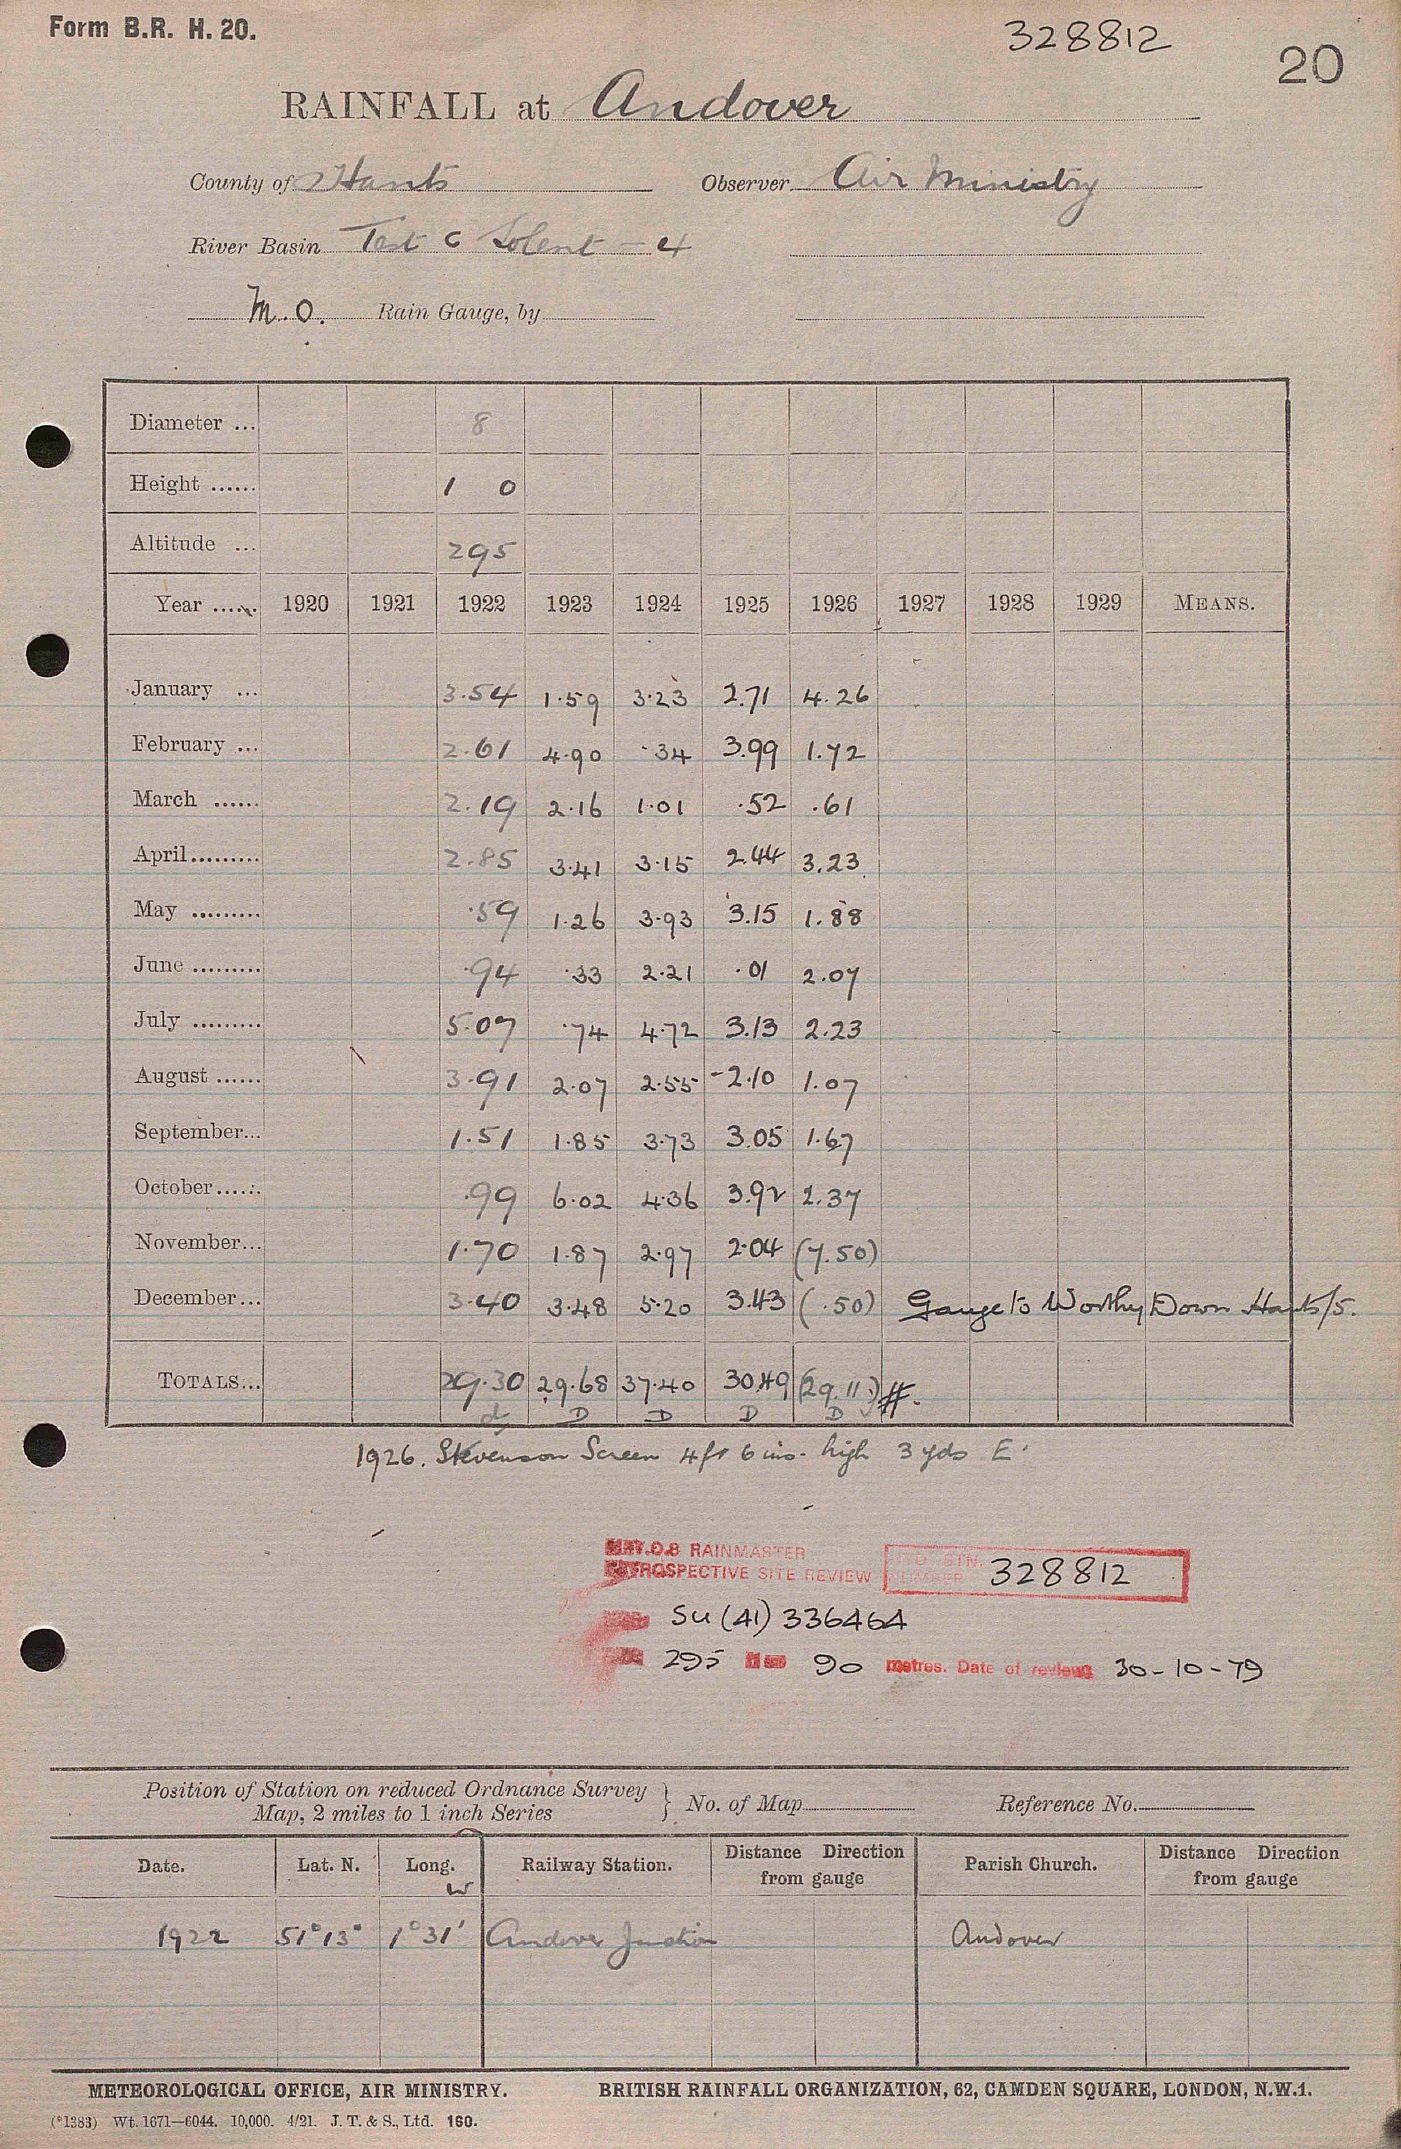 Form B.R. H. 20.
328812
20
RAINFALL at Andover
County of Hants Observer Air Ministry
River Basin Test C Solent - 4
M.O. Rain Gauge, by
Diameter ... 8
Height ...... 1 0
Altitude ... 295
Year ...... 1920 1921 1922 1923 1924 1925 1926 1927 1928 1929 MEANS.
January ... 3.54 1.59 3.23 2.71 4.26
February ... 2.61 4.90 .34 3.99 1.72
March ...... 2.19 2.16 1.01 .52 .61
April......... 2.85 3.41 3.15 2.44 3.23
May ......... .59 1.26 3.93 3.15 1.88
June ......... .94 .33 2.21 .01 2.07
July ......... 5.07 .74 4.72 3.13 2.23
August ...... 3.91 2.07 2.55 2.10 1.07
September... 1.51 1.85 3.73 3.05 1.67
October...... .99 6.02 4.36 3.92 2.37
November... 1.70 1.87 2.97 2.04 (7.50)
December... 3.40 3.48 5.20 3.43 (.50) Gauge to Worthy Down Hants/5.
TOTALS... 29.30 29.68 37.40 30.49 (29.11) #.
d D D D D
1926. Stevenson Screen 4ft 6 ins. high 3 yds E.
MET.O.8 RAINMASTER
RETROSPECTIVE SITE REVIEW
STN. NUMBER 328812
SU (41) 336464
295 90 metres. Date of review 30-10-79
Position of Station on reduced Ordnance Survey
Map, 2 miles to 1 inch Series } No. of Map Reference No.
Date. Lat. N. Long. W Railway Station. Distance Direction from gauge Parish Church. Distance Direction from gauge
1922 51°13' 1°31' Andover Junction Andover
METEOROLOGICAL OFFICE, AIR MINISTRY. BRITISH RAINFALL ORGANIZATION, 62, CAMDEN SQUARE, LONDON, N.W.1.
(*1383) Wt. 1671—6044. 10,000. 4/21. J. T. & S., Ltd. 160.